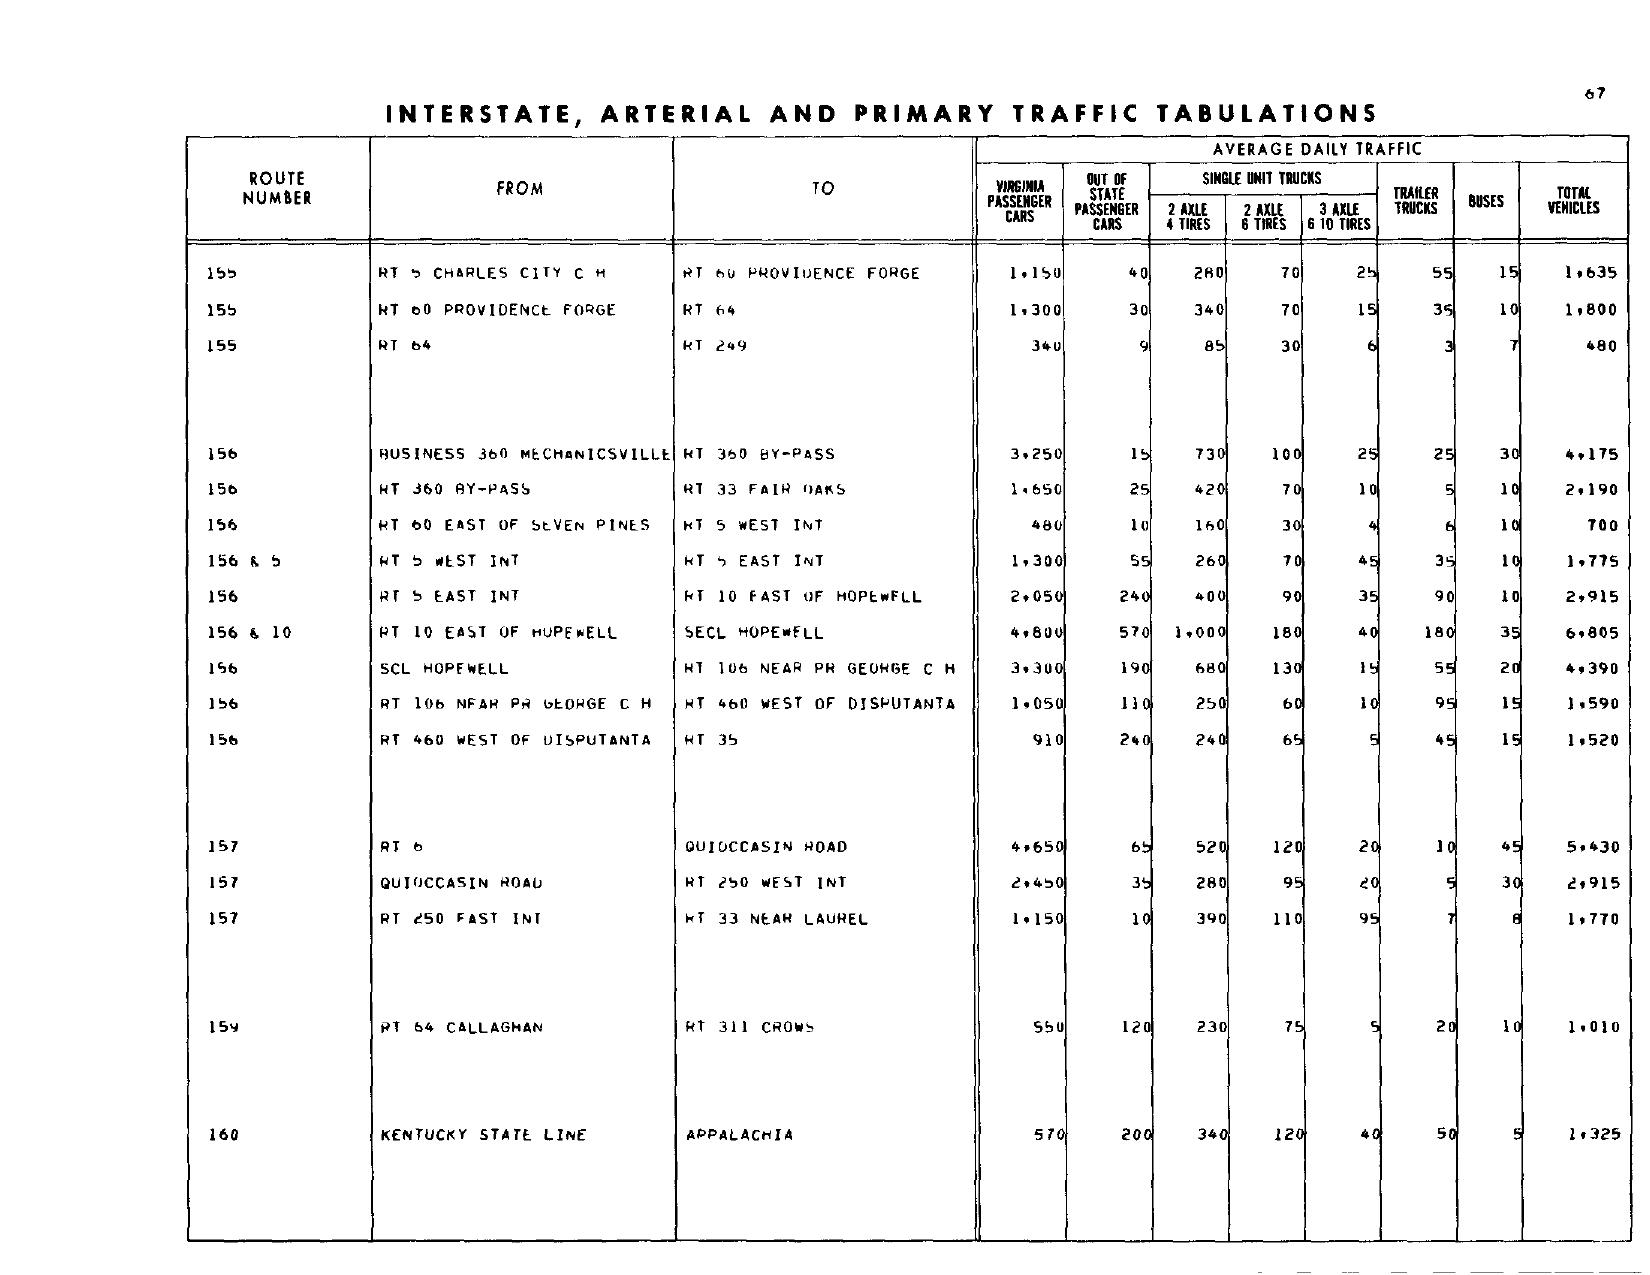 67
INTERSTATE, ARTERIAL AND PRIMARY TRAFFIC TABULATIONS
AVERAGE DAILY TRAFFIC
ROUTE NUMBER FROM TO VIRGINIA PASSENGER CARS OUT OF STATE PASSENGER CARS SINGLE UNIT TRUCKS 2 AXLE 4 TIRES 2 AXLE 6 TIRES 3 AXLE 6 10 TIRES TRAILER TRUCKS BUSES TOTAL VEHICLES
155 RT 5 CHARLES CITY C H RT 60 PROVIDENCE FORGE 1,150 40 280 70 25 55 15 1,635
155 RT 60 PROVIDENCE FORGE RT 64 1,300 30 340 70 15 35 10 1,800
155 RT 64 RT 249 340 9 85 30 6 3 7 480
156 BUSINESS 360 MECHANICSVILLE RT 360 BY-PASS 3,250 15 730 100 25 25 30 4,175
156 RT 360 BY-PASS RT 33 FAIR OAKS 1,650 25 420 70 10 5 10 2,190
156 RT 60 EAST OF SEVEN PINES RT 5 WEST INT 480 10 160 30 4 6 10 700
156 & 5 RT 5 WEST INT RT 5 EAST INT 1,300 55 260 70 45 35 10 1,775
156 RT 5 EAST INT RT 10 EAST OF HOPEWELL 2,050 240 400 90 35 90 10 2,915
156 & 10 RT 10 EAST OF HOPEWELL SECL HOPEWELL 4,800 570 1,000 180 40 180 35 6,805
156 SCL HOPEWELL RT 106 NEAR PR GEORGE C H 3,300 190 680 130 15 55 20 4,390
156 RT 106 NEAR PR GEORGE C H RT 460 WEST OF DISPUTANTA 1,050 110 250 60 10 95 15 1,590
156 RT 460 WEST OF DISPUTANTA RT 35 910 240 240 65 5 45 15 1,520
157 RT 6 QUIOCCASIN ROAD 4,650 65 520 120 20 10 45 5,430
157 QUIOCCASIN ROAD RT 250 WEST INT 2,450 35 280 95 20 5 30 2,915
157 RT 250 EAST INT RT 33 NEAR LAUREL 1,150 10 390 110 95 7 8 1,770
159 RT 64 CALLAGHAN RT 311 CROWS 550 120 230 75 5 20 10 1,010
160 KENTUCKY STATE LINE APPALACHIA 570 200 340 120 40 50 5 1,325